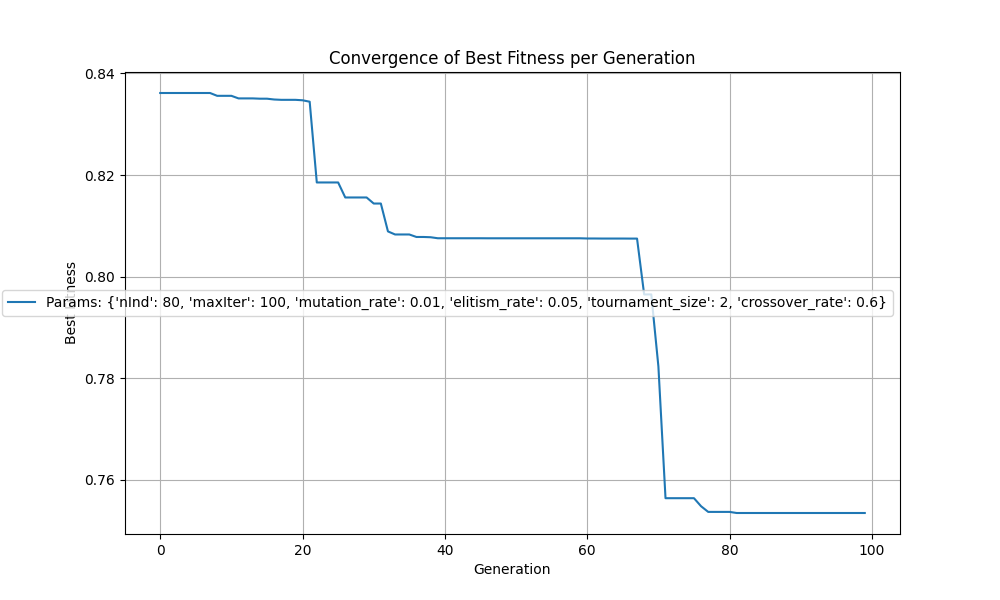 Convergence of Best Fitness per Generation
0.84
0.82
0.80
0.78
0.76
Best Fitness
Params: {'nInd': 80, 'maxIter': 100, 'mutation_rate': 0.01, 'elitism_rate': 0.05, 'tournament_size': 2, 'crossover_rate': 0.6}
0 20 40 60 80 100
Generation